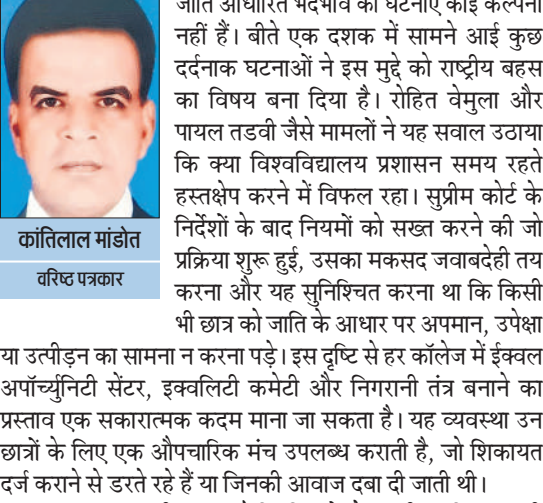 जाति आधारित भेदभाव की घटनाएं कोई कल्पना
नहीं हैं। बीते एक दशक में सामने आई कुछ
दर्दनाक घटनाओं ने इस मुद्दे को राष्ट्रीय बहस
का विषय बना दिया है। रोहित वेमुला और
पायल तडवी जैसे मामलों ने यह सवाल उठाया
कि क्या विश्वविद्यालय प्रशासन समय रहते
हस्तक्षेप करने में विफल रहा। सुप्रीम कोर्ट के
निर्देशों के बाद नियमों को सख्त करने की जो
प्रक्रिया शुरू हुई, उसका मकसद जवाबदेही तय
करना और यह सुनिश्चित करना था कि किसी
भी छात्र को जाति के आधार पर अपमान, उपेक्षा
कांतिलाल मांडोत
वरिष्ठ पत्रकार
या उत्पीड़न का सामना न करना पड़े। इस दृष्टि से हर कॉलेज में ईक्वल
अपॉर्च्युनिटी सेंटर, इक्वलिटी कमेटी और निगरानी तंत्र बनाने का
प्रस्ताव एक सकारात्मक कदम माना जा सकता है। यह व्यवस्था उन
छात्रों के लिए एक औपचारिक मंच उपलब्ध कराती है, जो शिकायत
दर्ज कराने से डरते रहे हैं या जिनकी आवाज दबा दी जाती थी।